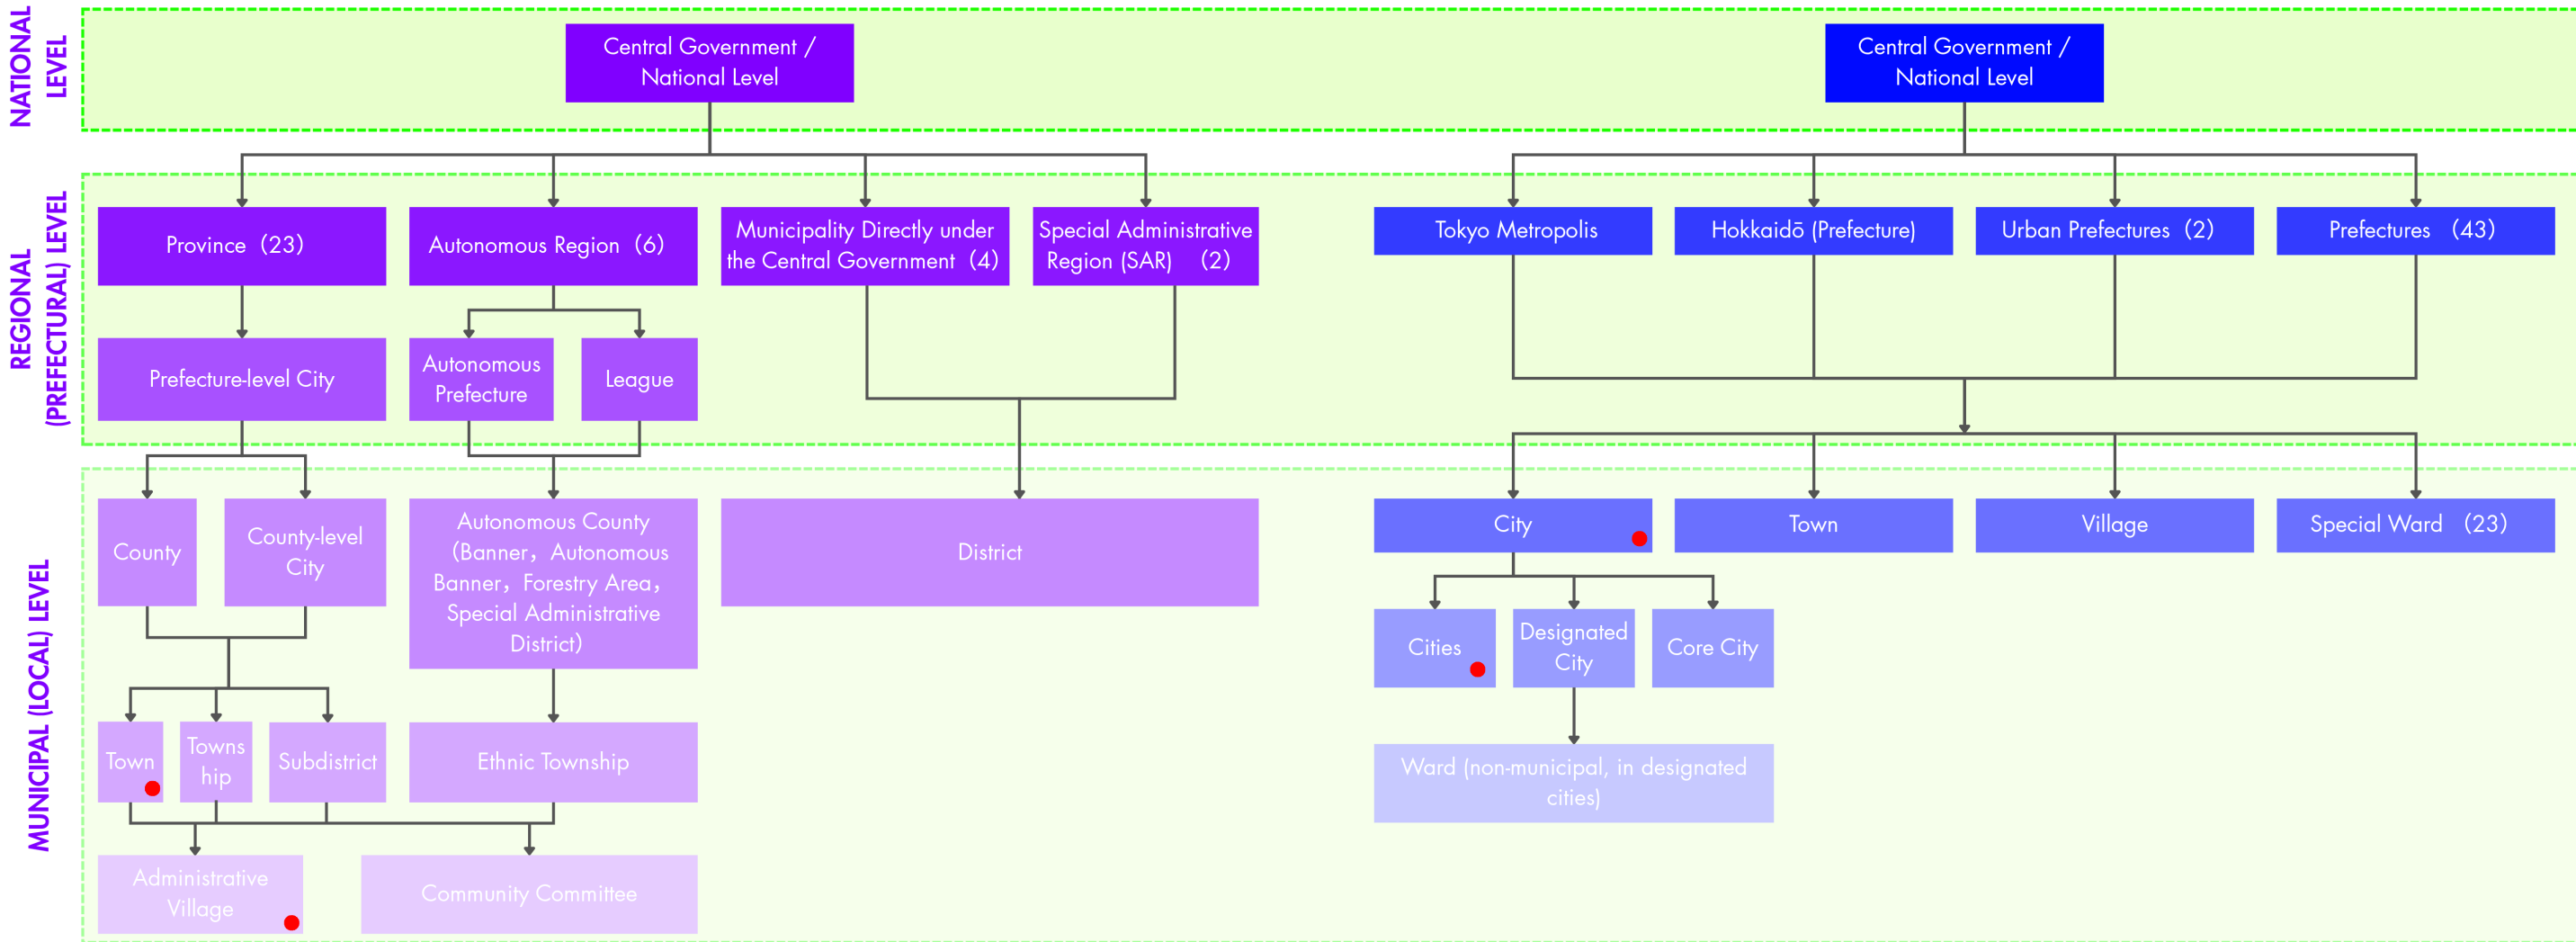 NATIONAL
LEVEL
Central Government /
National Level
Central Government /
National Level
REGIONAL
(PREFECTURAL) LEVEL
Province（23）
Autonomous Region（6）
Municipality Directly under
the Central Government（4）
Special Administrative
Region (SAR) （2）
Tokyo Metropolis
Hokkaidō (Prefecture)
Urban Prefectures（2）
Prefectures （43）
Prefecture-level City
Autonomous
Prefecture
League
MUNICIPAL (LOCAL) LEVEL
County
County-level
City
Autonomous County
（Banner，Autonomous
Banner，Forestry Area，
Special Administrative
District）
District
City
Town
Village
Special Ward （23）
Cities
Designated
City
Core City
Town
Towns
hip
Subdistrict
Ethnic Township
Ward (non-municipal, in designated
cities)
Administrative
Village
Community Committee